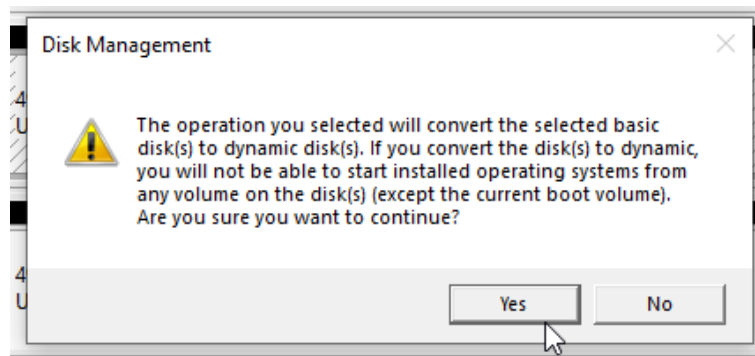 Disk Management
4
U
The operation you selected will convert the selected basic
disk(s) to dynamic disk(s). If you convert the disk(s) to dynamic,
you will not be able to start installed operating systems from
any volume on the disk(s) (except the current boot volume).
Are you sure you want to continue?
4
U
Yes No